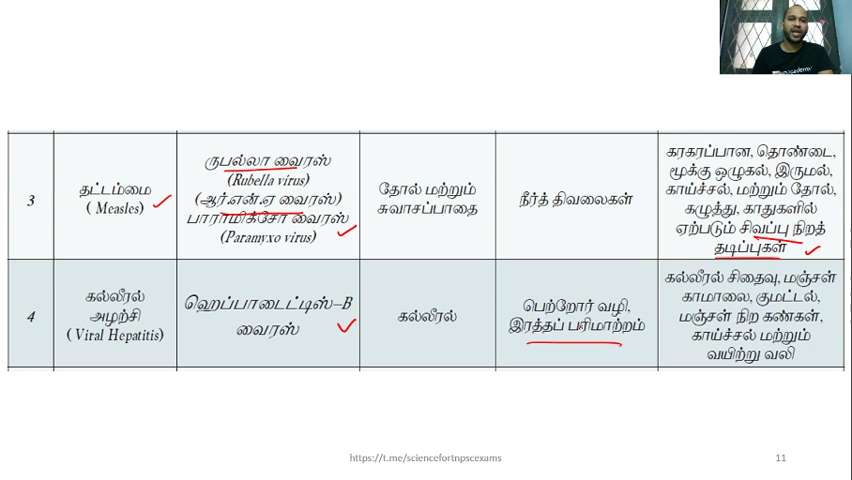 3
தட்டம்மை
( Measles)
ருபல்லா வைரஸ்
(Rubella virus)
(ஆர்.என்.ஏ வைரஸ்)
பாராமிக்சோ வைரஸ்
(Paramyxo virus)
தோல் மற்றும்
சுவாசப்பாதை
நீர்த் திவலைகள்
கரகரப்பான, தொண்டை,
மூக்கு ஒழுகல், இருமல்,
காய்ச்சல், மற்றும் தோல்,
கழுத்து, காதுகளில்
ஏற்படும் சிவப்பு நிறத்
தடிப்புகள்
4
கல்லீரல்
அழற்சி
(Viral Hepatitis)
ஹெப்பாடைட்டிஸ்–B
வைரஸ்
கல்லீரல்
பெற்றோர் வழி,
இரத்தப் பரிமாற்றம்
கல்லீரல் சிதைவு, மஞ்சள்
காமாலை, குமட்டல்,
மஞ்சள் நிற கண்கள்,
காய்ச்சல் மற்றும்
வயிற்று வலி
https://t.me/sciencefortnpscexams
11